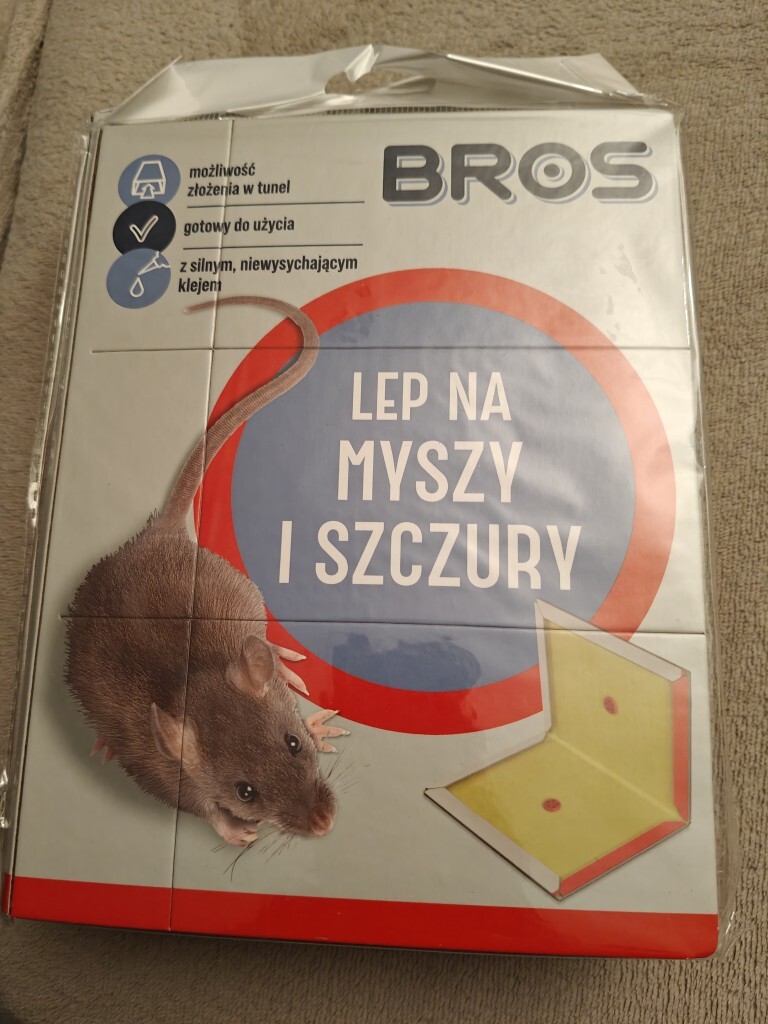 możliwość
złożenia w tunel
gotowy do użycia
z silnym, niewysychającym
klejem
BROS
LEP NA
MYSZY
I SZCZURY